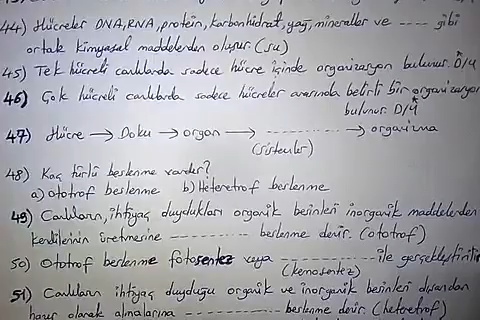 44) Hücreler DNA, RNA, protein, karbonhidrat, yağ, mineraller ve ---- gibi
ortak kimyasal maddelerden oluşur. (su)
45) Tek hücreli canlılarda sadece hücre içinde organizasyon bulunur. D/Y
46) Çok hücreli canlılarda sadece hücreler arasında belirli bir organizasyon
bulunur. D/Y
47) Hücre → Doku → organ → ---------- → organizma
(sistemler)
48) Kaç türlü beslenme vardır?
a) ototrof beslenme b) Heteretrof beslenme
49) Canlıların, ihtiyaç duydukları organik besinleri inorganik maddelerden
kendilerinin üretmesine ---------- beslenme denir. (ototrof)
50) Ototrof beslenme fotosentez veya ---------- ile gerçekleştirilir
(kemosentez)
51) Canlıların ihtiyaç duyduğu organik ve inorganik besinleri dışarıdan
hazır olarak almalarına ---------- beslenme denir. (heteretrof)